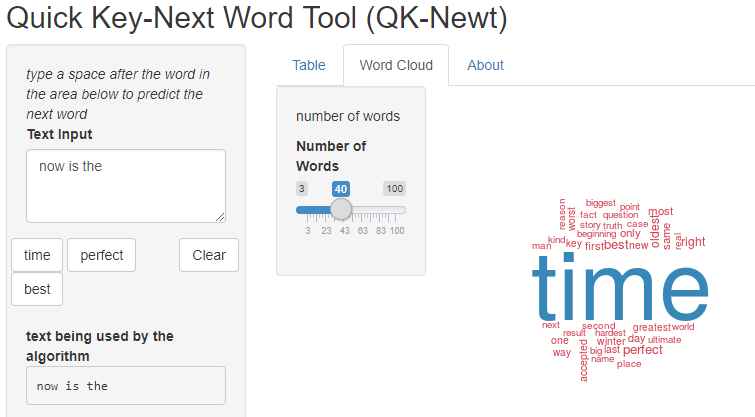 Quick Key-Next Word Tool (QK-Newt)
type a space after the word in
the area below to predict the
next word
Text input
now is the
time
perfect
Clear
best
text being used by the
algorithm
now is the
Table
Word Cloud
About
number of words
Number of
Words
3
40
100
3 23 43 63 83 100
biggest
point
reason
worst
fact
question
most
story
truth
case
oldest
same
beginning
only
real
right
man
kind
key
first
best
new
time
next
second
greatest
world
result
hardest
one
winter
day
ultimate
way
accepted
big
last
perfect
name
place